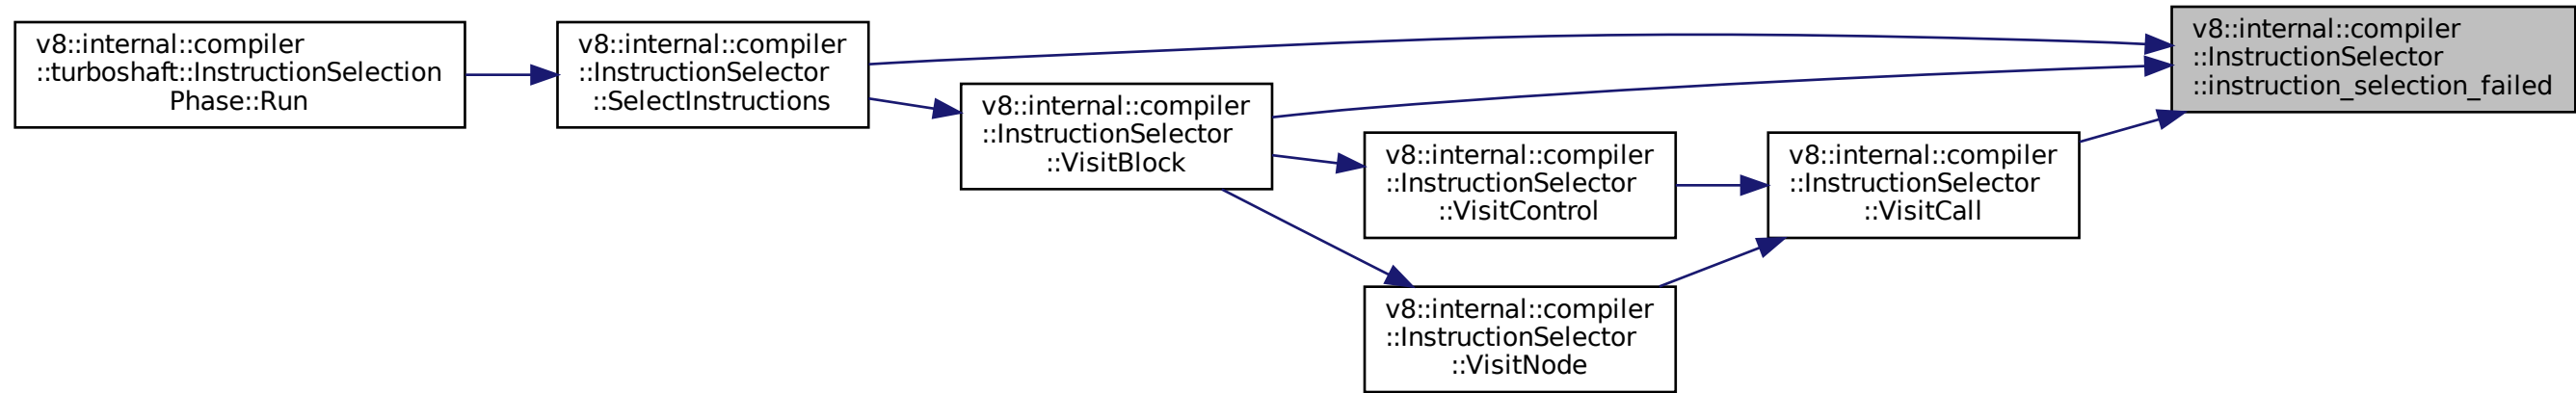 v8::internal::compiler
::turboshaft::InstructionSelection
Phase::Run
v8::internal::compiler
::InstructionSelector
::SelectInstructions
v8::internal::compiler
::InstructionSelector
::VisitBlock
v8::internal::compiler
::InstructionSelector
::VisitControl
v8::internal::compiler
::InstructionSelector
::VisitNode
v8::internal::compiler
::InstructionSelector
::VisitCall
v8::internal::compiler
::InstructionSelector
::instruction_selection_failed